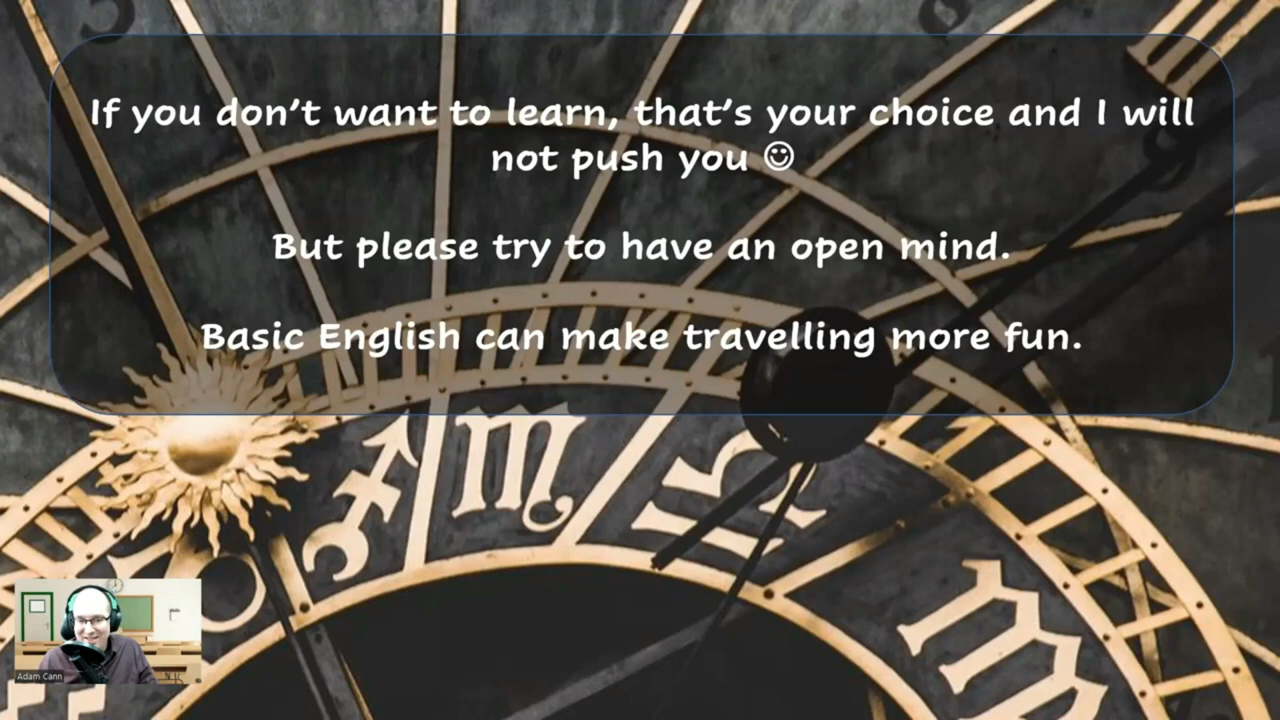 If you don't want to learn, that's your choice and I will
not push you ☺
But please try to have an open mind.
Basic English can make travelling more fun.
Adam Cann